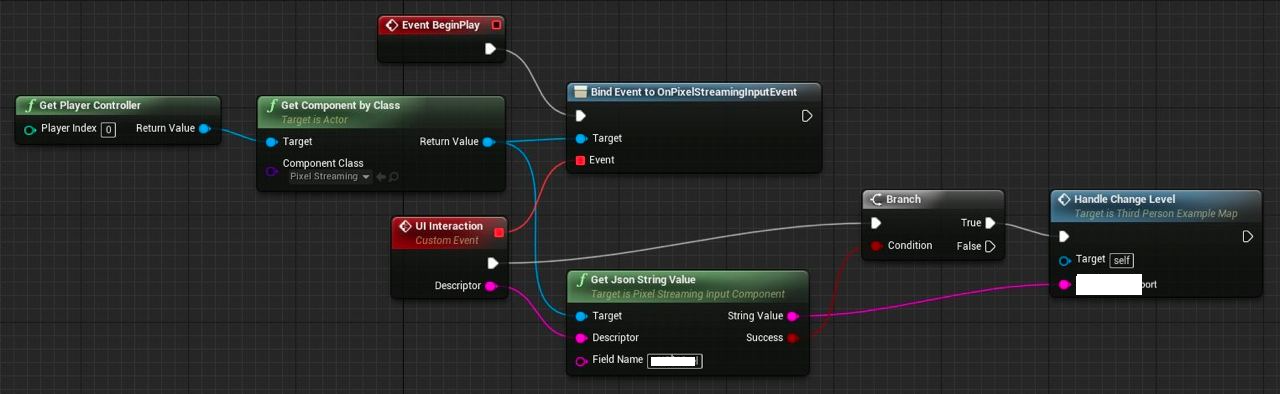 Event BeginPlay
Get Player Controller
Player Index 0 Return Value
Get Component by Class
Target is Actor
Target Return Value
Component Class
Pixel Streaming
Bind Event to OnPixelStreamingInputEvent
Target
Event
UI Interaction
Custom Event
Descriptor
Get Json String Value
Target is Pixel Streaming Input Component
Target String Value
Descriptor Success
Field Name
Branch
True
Condition False
Handle Change Level
Target is Third Person Example Map
Target self